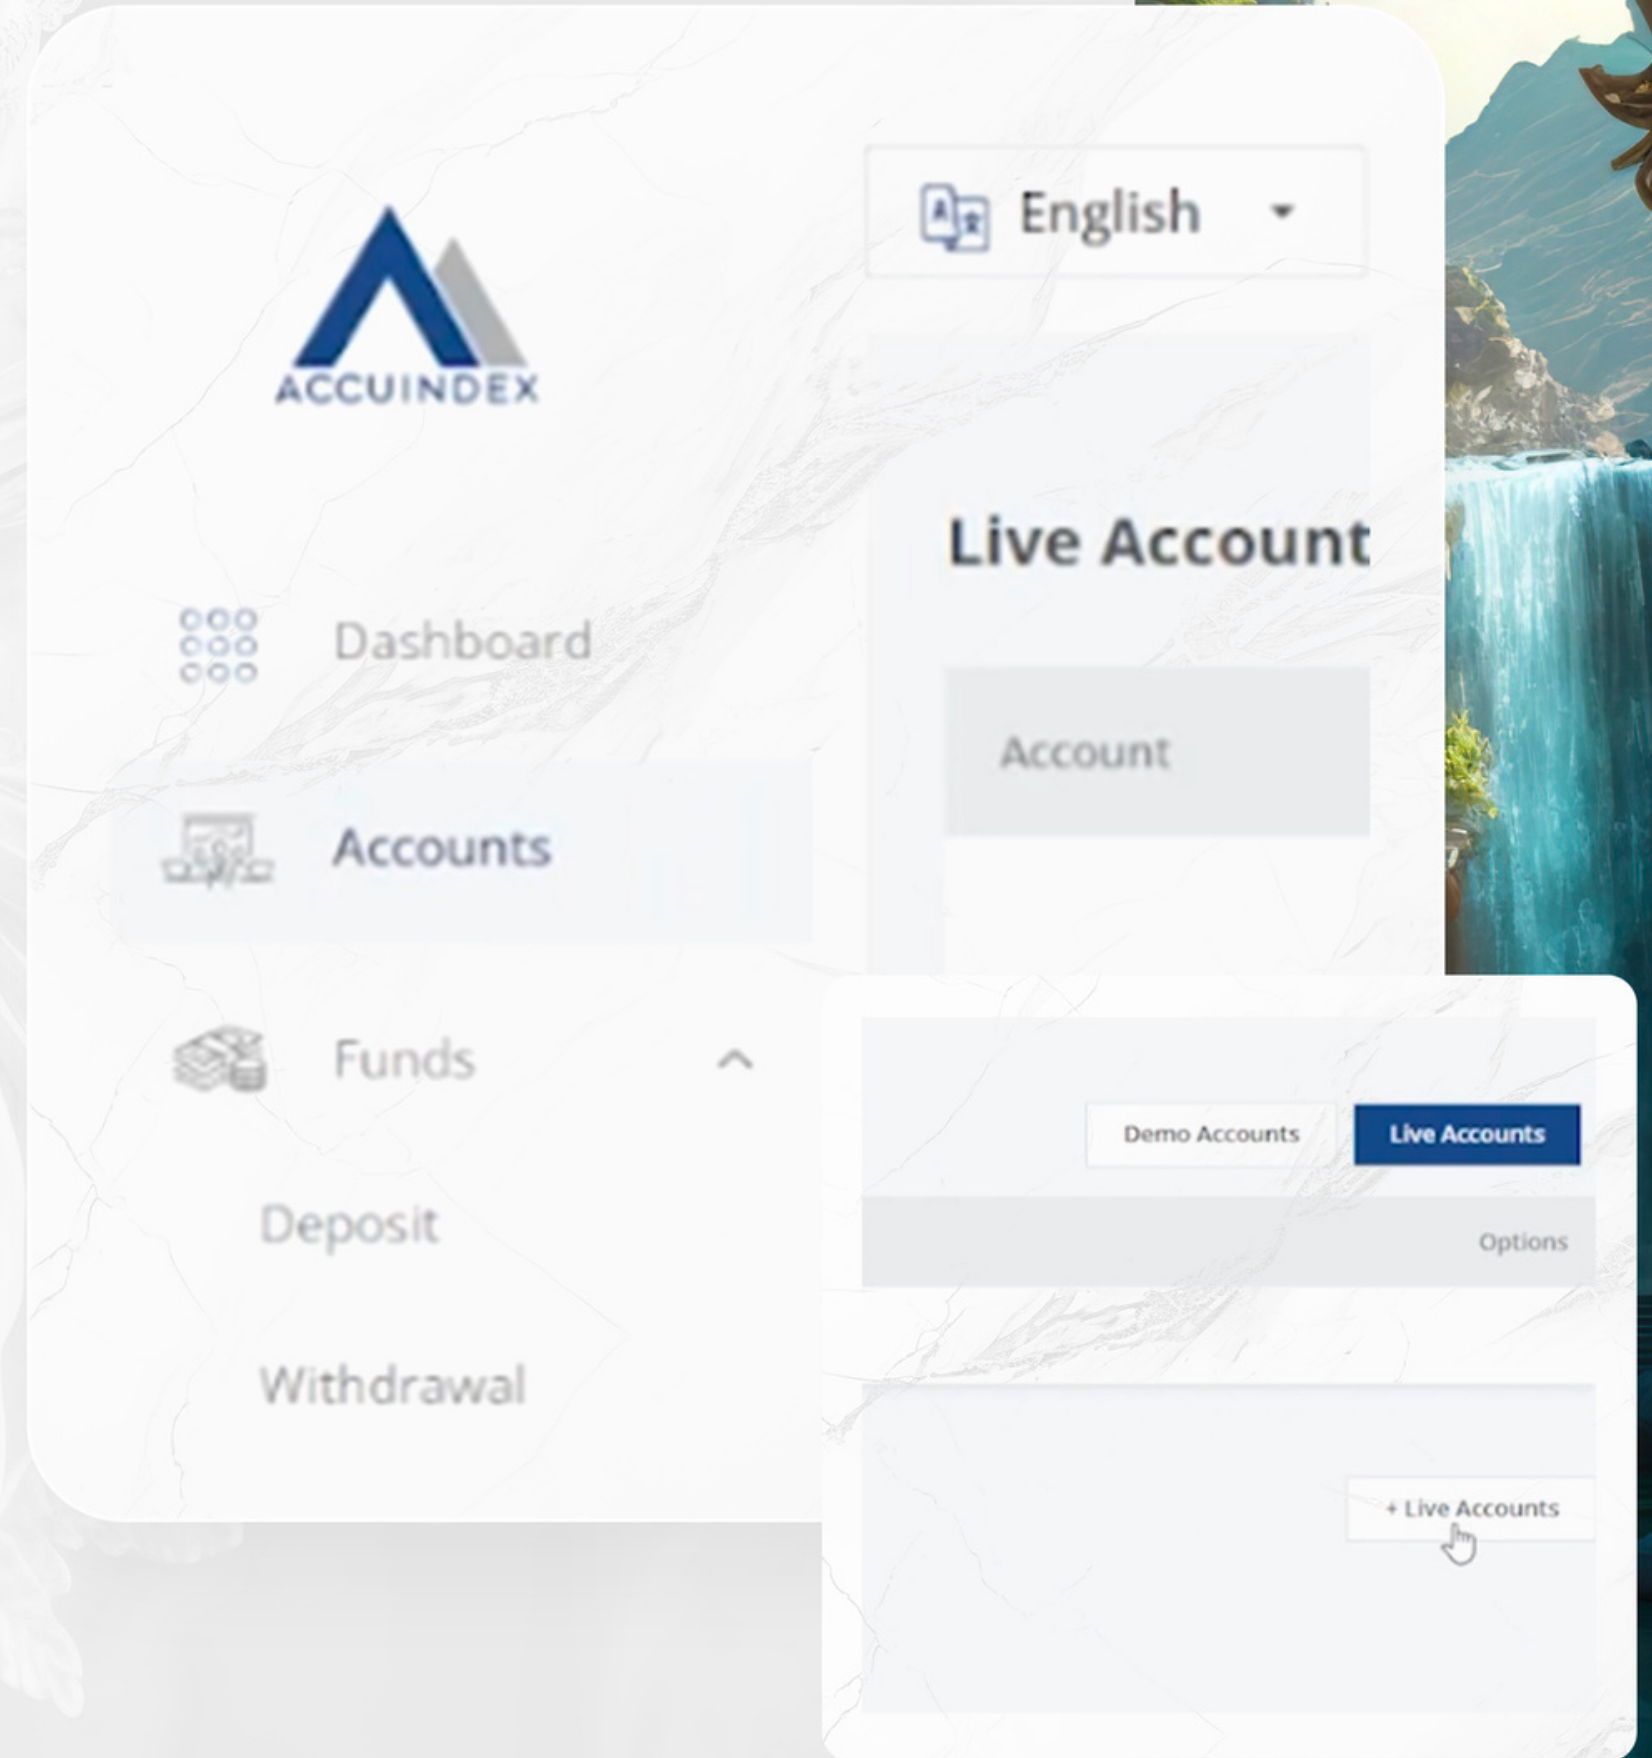 ACCUINDEX
English
Dashboard
Accounts
Funds
Deposit
Withdrawal
Live Account
Account
Demo Accounts
Live Accounts
Options
+ Live Accounts